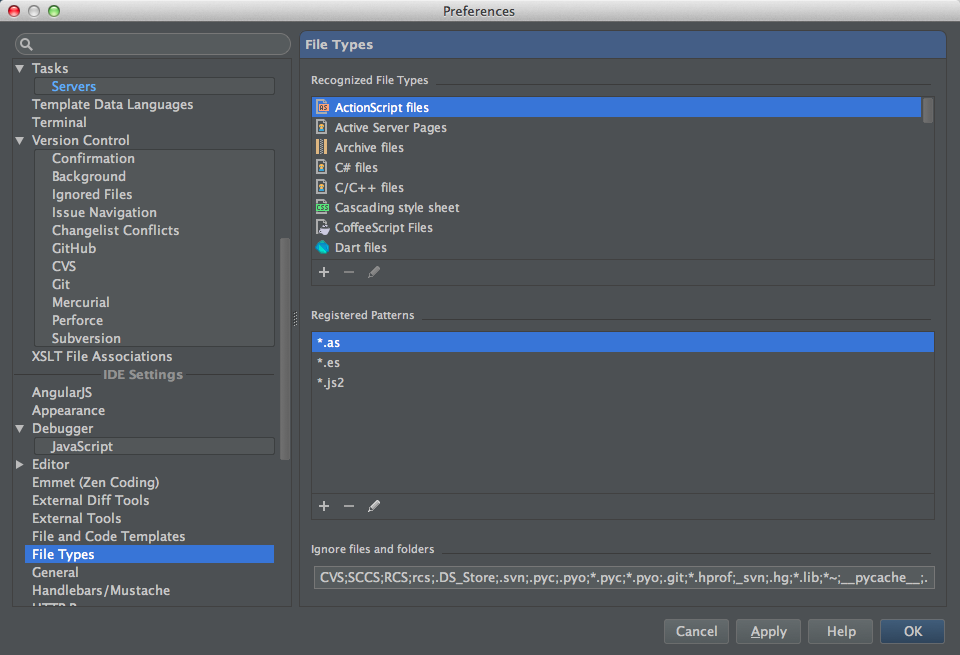 Preferences
Tasks
Servers
Template Data Languages
Terminal
Version Control
Confirmation
Background
Ignored Files
Issue Navigation
Changelist Conflicts
GitHub
CVS
Git
Mercurial
Perforce
Subversion
XSLT File Associations
IDE Settings
AngularJS
Appearance
Debugger
JavaScript
Editor
Emmet (Zen Coding)
External Diff Tools
External Tools
File and Code Templates
File Types
General
Handlebars/Mustache
File Types
Recognized File Types
ActionScript files
Active Server Pages
Archive files
C# files
C/C++ files
Cascading style sheet
CoffeeScript Files
Dart files
Registered Patterns
*.as
*.es
*.js2
Ignore files and folders
CVS;SCCS;RCS;rcs;.DS_Store;.svn;.pyc;.pyo;*.pyc;*.pyo;.git;*.hprof;_svn;.hg;*.lib;*~;__pycache__;.
Cancel
Apply
Help
OK